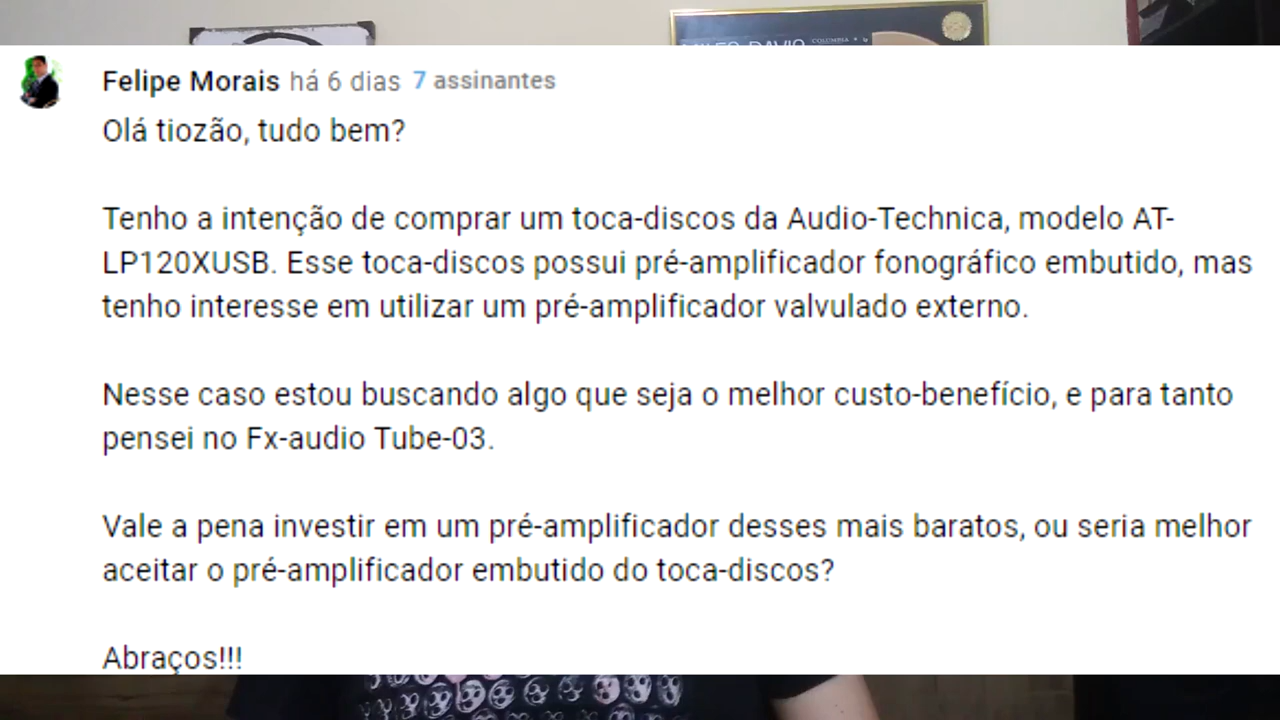 MILES DAVIS COLUMBIA
Felipe Morais há 6 dias 7 assinantes
Olá tiozão, tudo bem?
Tenho a intenção de comprar um toca-discos da Audio-Technica, modelo AT-
LP120XUSB. Esse toca-discos possui pré-amplificador fonográfico embutido, mas
tenho interesse em utilizar um pré-amplificador valvulado externo.
Nesse caso estou buscando algo que seja o melhor custo-benefício, e para tanto
pensei no Fx-audio Tube-03.
Vale a pena investir em um pré-amplificador desses mais baratos, ou seria melhor
aceitar o pré-amplificador embutido do toca-discos?
Abraços!!!